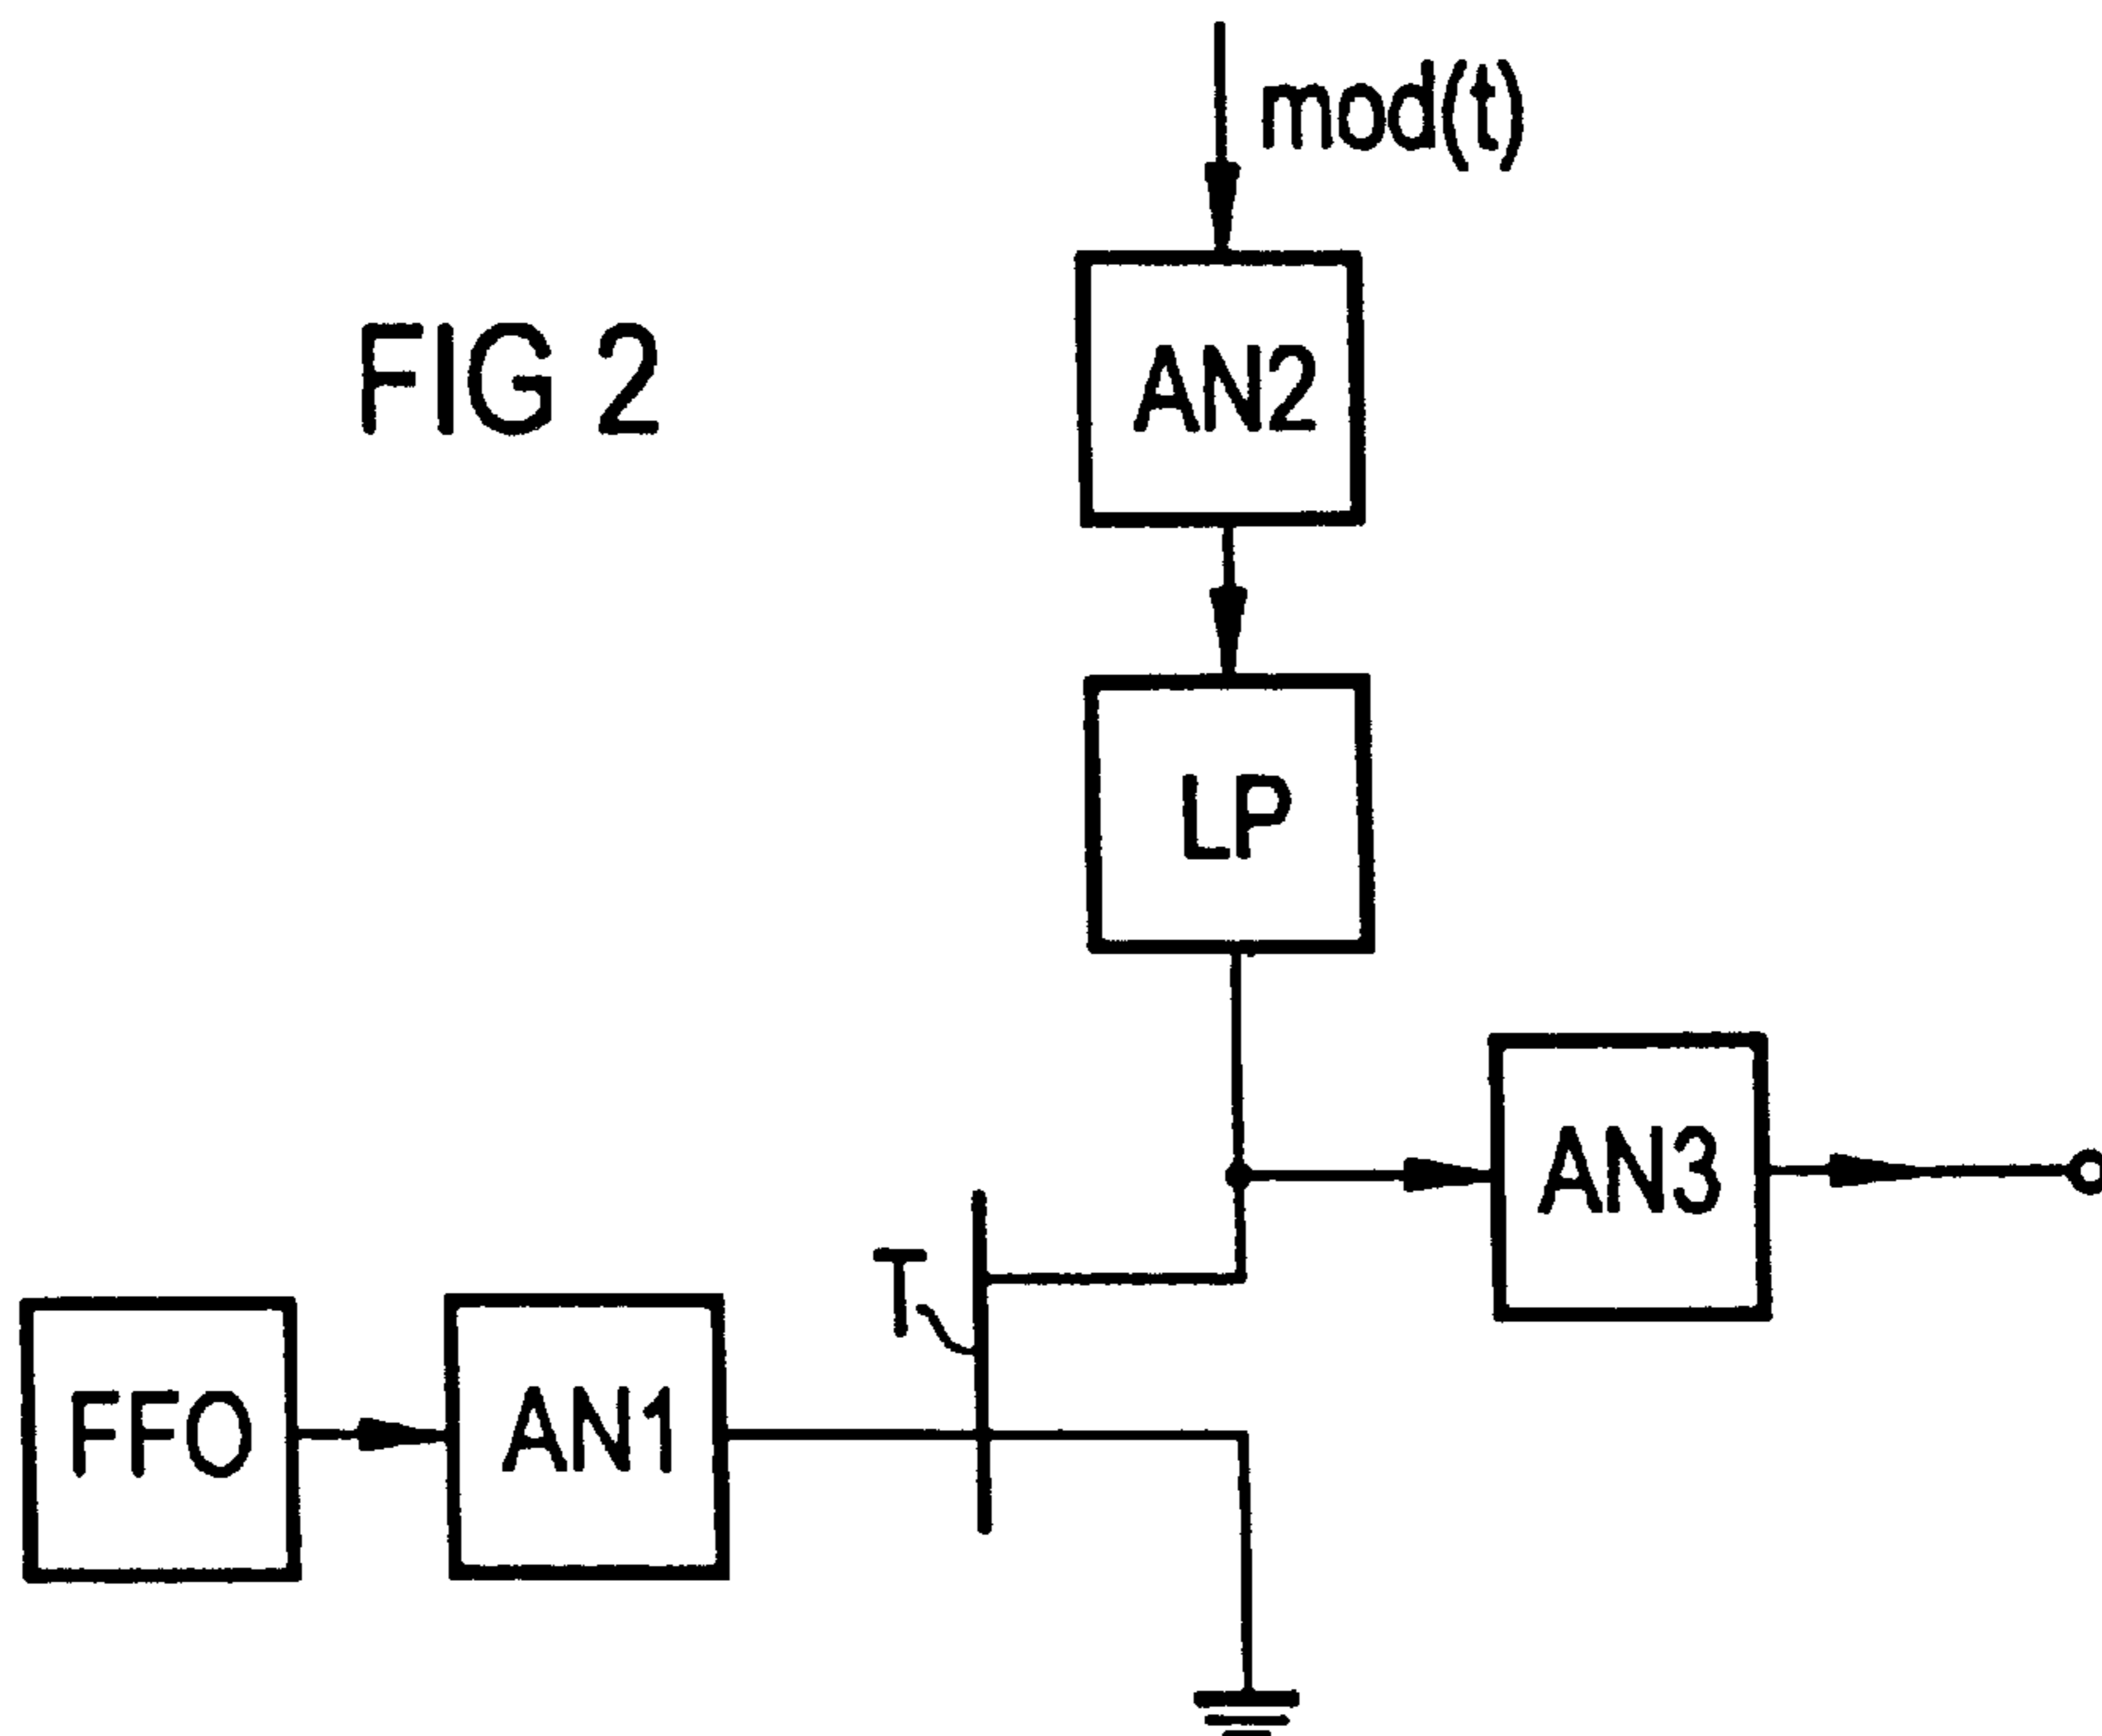 mod(t)
FIG 2
AN2
LP
AN3
T
FFO
AN1